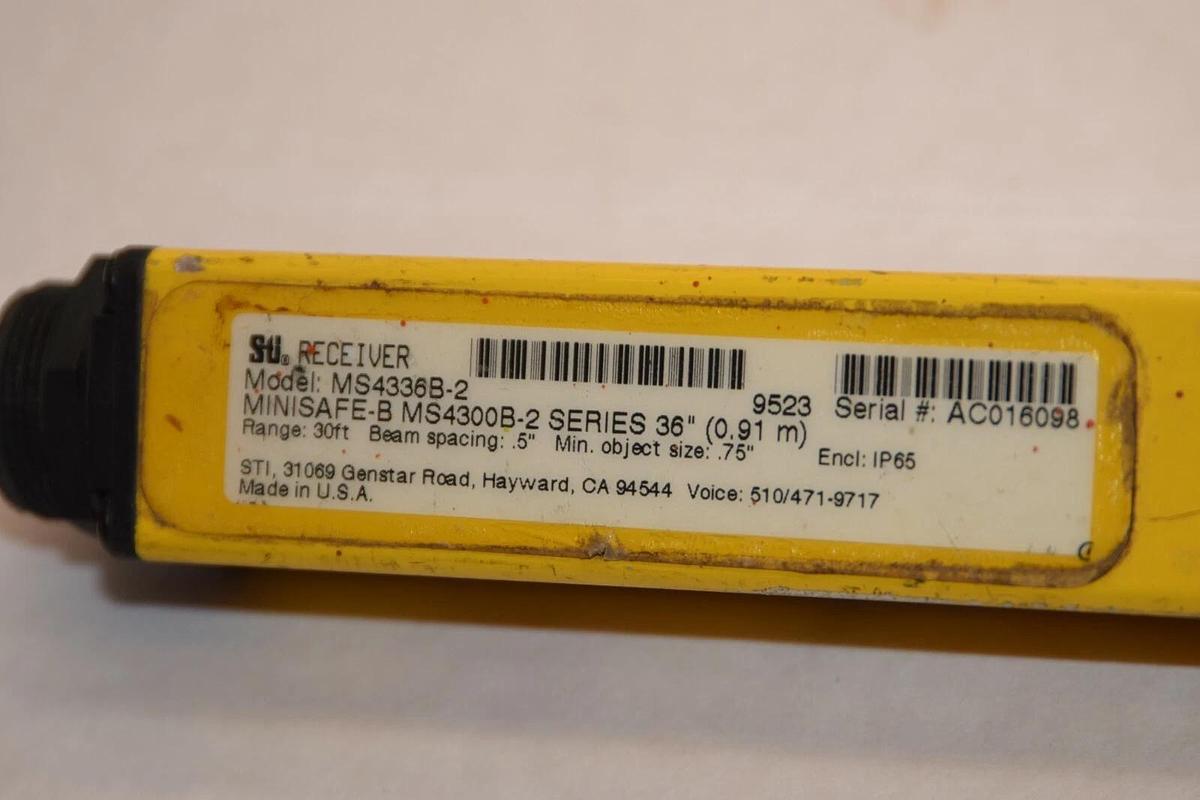 STI® RECEIVER
Model: MS4336B-2
9523 Serial #: AC016098
MINISAFE-B MS4300B-2 SERIES 36" (0.91 m)
Range: 30ft Beam spacing: .5" Min. object size: .75" Encl: IP65
STI, 31069 Genstar Road, Hayward, CA 94544 Voice: 510/471-9717
Made in U.S.A.